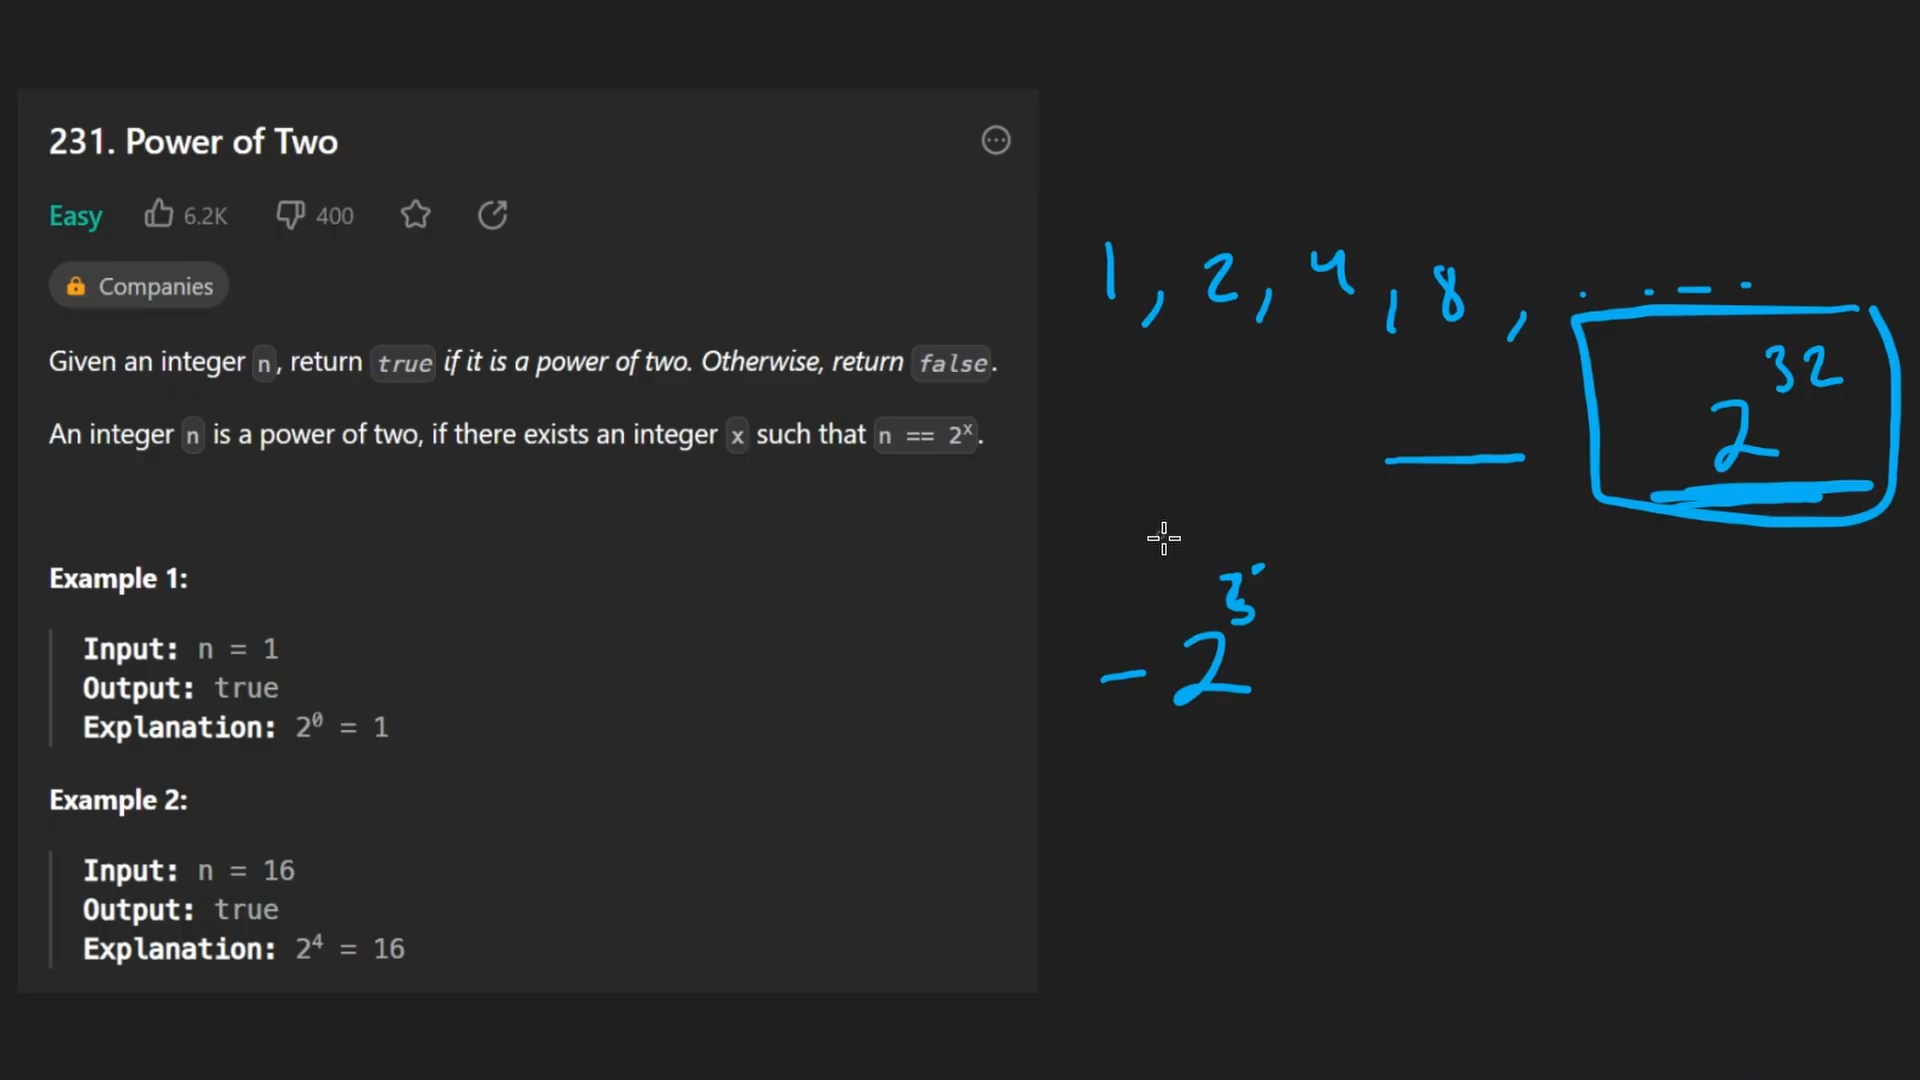 231. Power of Two
Easy 6.2K 400
Companies
Given an integer n, return true if it is a power of two. Otherwise, return false.
An integer n is a power of two, if there exists an integer x such that n == 2ˣ.
Example 1:
Input: n = 1
Output: true
Explanation: 2⁰ = 1
Example 2:
Input: n = 16
Output: true
Explanation: 2⁴ = 16
1, 2, 4, 8, . . — .
2³²